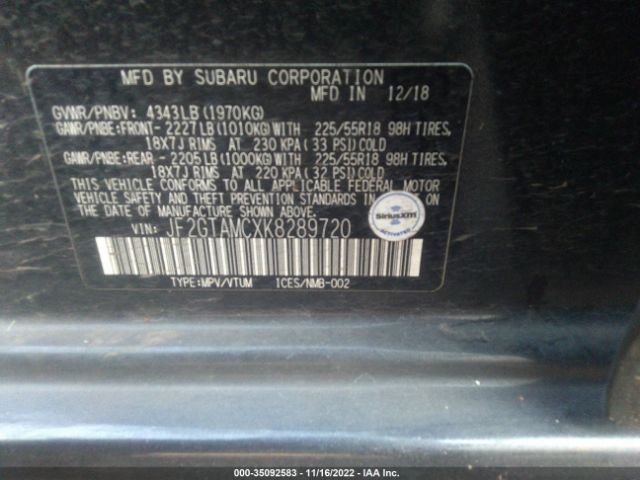 MFD BY SUBARU CORPORATION
MFD IN 12/18
GVWR/PNBV: 4343LB(1970KG)
GAWR/PNBE:FRONT- 2227LB(1010KG)WITH 225/55R18 98H TIRES,
18X7J RIMS AT 230 KPA(33 PSI)COLD
GAWR/PNBE:REAR - 2205LB(1000KG)WITH 225/55R18 98H TIRES,
18X7J RIMS AT 220 KPA(32 PSI)COLD
THIS VEHICLE CONFORMS TO ALL APPLICABLE FEDERAL MOTOR
VEHICLE SAFETY, BUMPER, AND THEFT PREVENTION STANDARDS IN EFFECT
ON THE DATE OF MANUFACTURE SHOWN ABOVE.
SiriusXM
VIN: JF2GTAMCXK8289720
TYPE:MPV/VTUM ICES/NMB-002
000-35092583 - 11/16/2022 - IAA Inc.